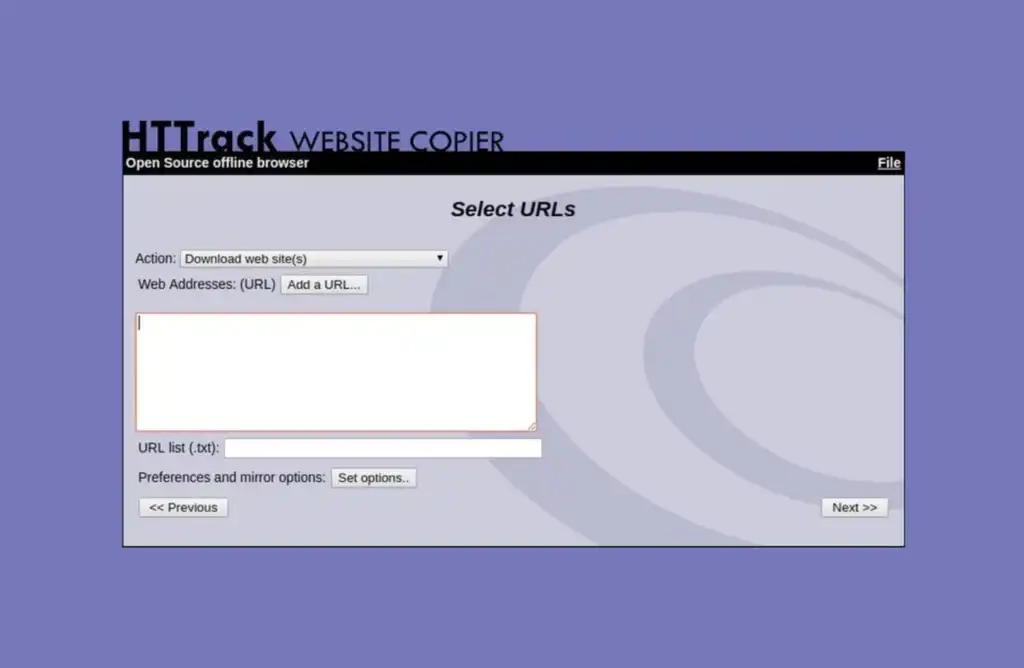 HTTrack WEBSITE COPIER
Open Source offline browser File
Select URLs
Action: Download web site(s)
Web Addresses: (URL) Add a URL...
URL list (.txt):
Preferences and mirror options: Set options..
<< Previous Next >>